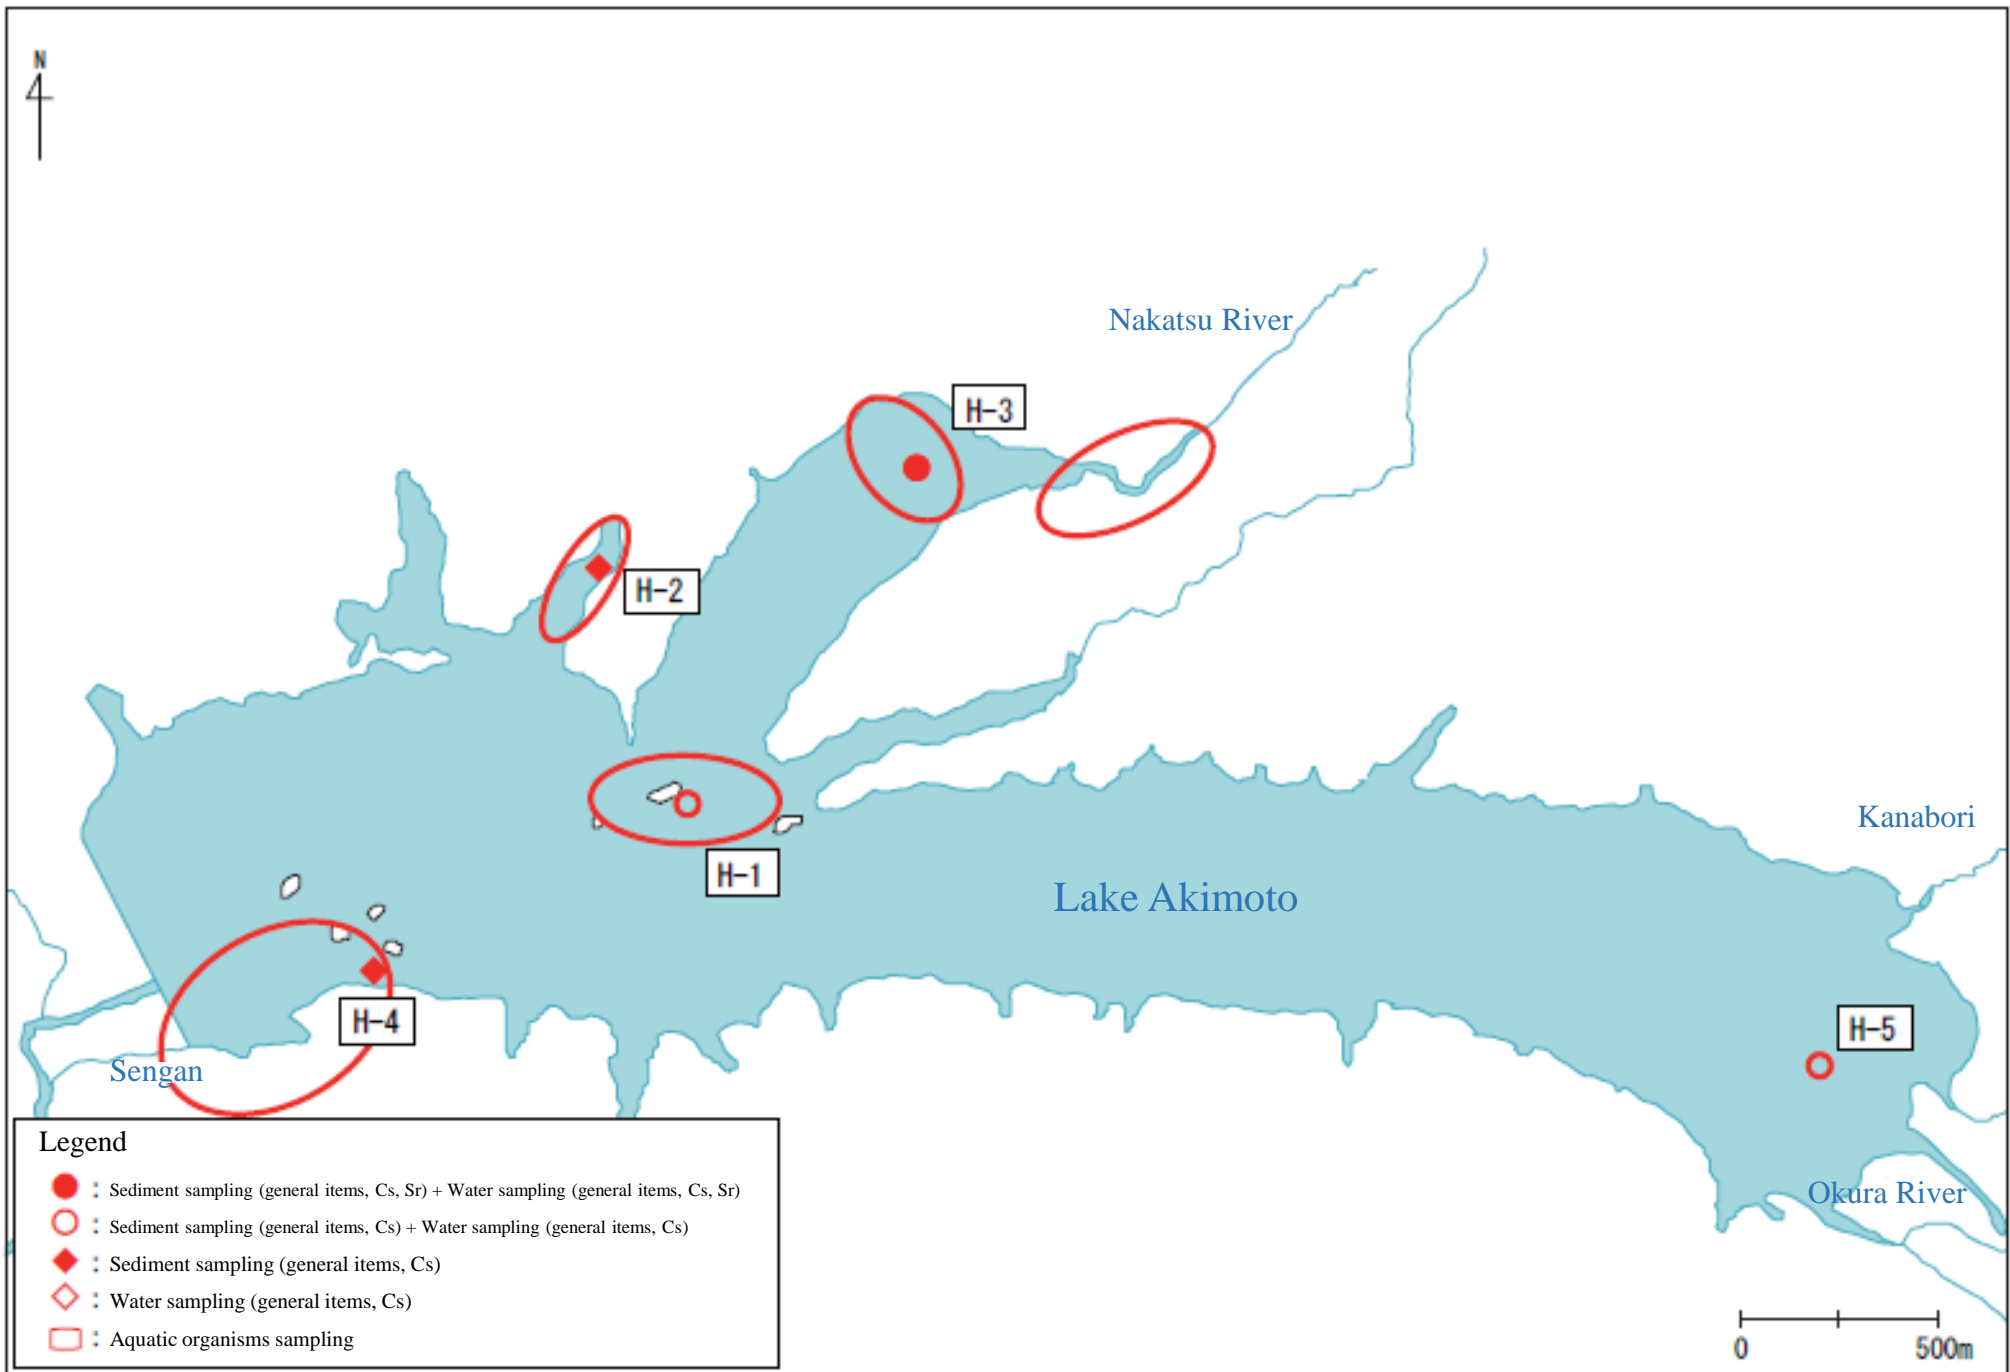 N
Nakatsu River
H-3
H-2
Kanabori
H-1
Lake Akimoto
H-4
H-5
Sengan
Legend
: Sediment sampling (general items, Cs, Sr) + Water sampling (general items, Cs, Sr)
: Sediment sampling (general items, Cs) + Water sampling (general items, Cs)
: Sediment sampling (general items, Cs)
: Water sampling (general items, Cs)
: Aquatic organisms sampling
Okura River
0 500m